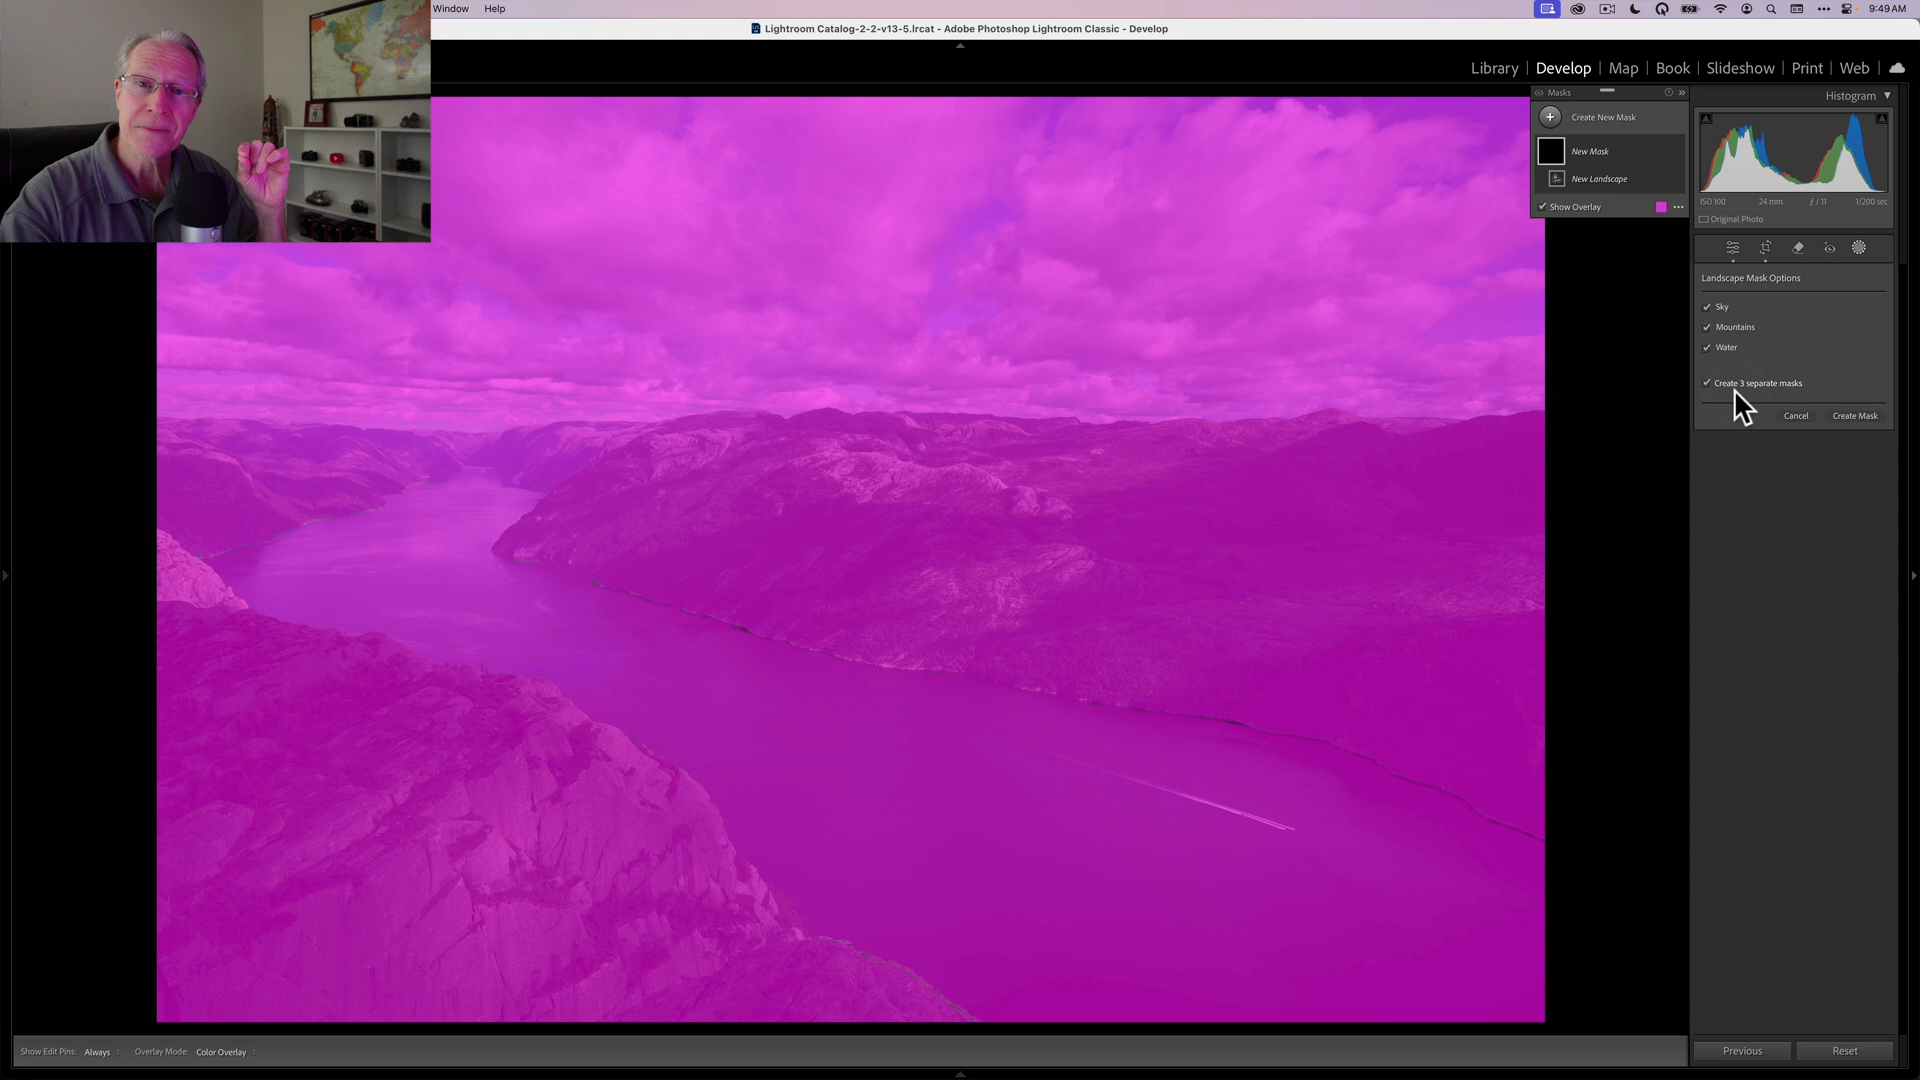 Window Help
9:49 AM
Lightroom Catalog-2-2-v13-5.lrcat - Adobe Photoshop Lightroom Classic - Develop
Library | Develop | Map | Book | Slideshow | Print | Web
Masks
Create New Mask
New Mask
New Landscape
Show Overlay
Histogram
ISO 100 24 mm ƒ / 11 1/200 sec
Original Photo
Landscape Mask Options
Sky
Mountains
Water
Create 3 separate masks
Cancel Create Mask
Show Edit Pins: Always Overlay Mode: Color Overlay
Previous Reset